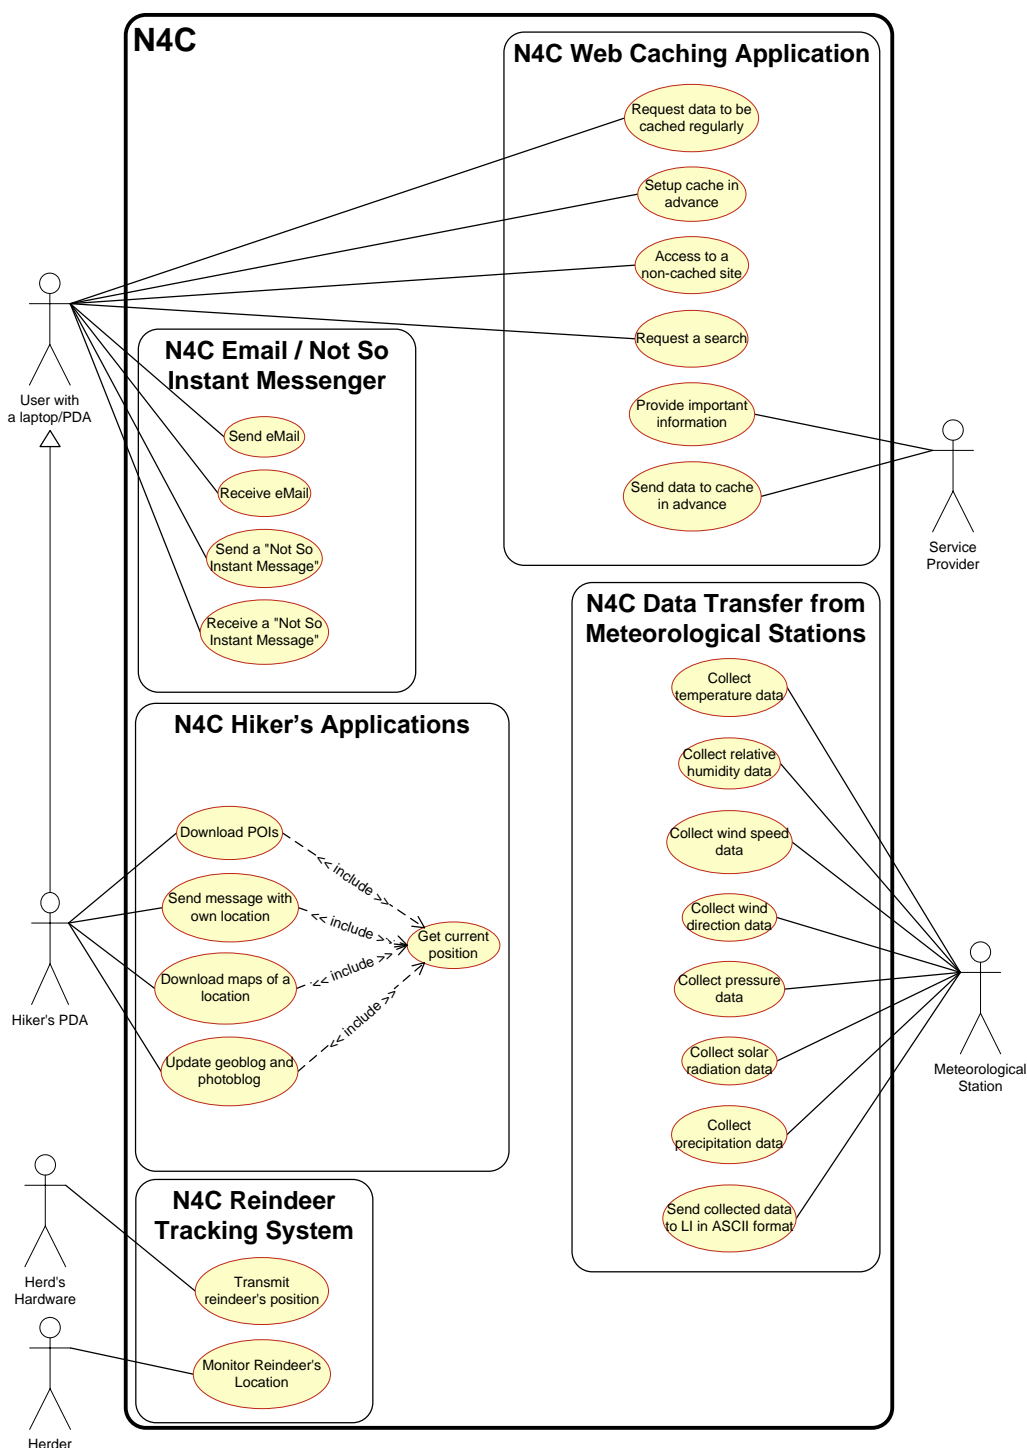 N4C
N4C Web Caching Application
Request data to be
cached regularly
Setup cache in
advance
Access to a
non-cached site
Request a search
Provide important
information
Send data to cache
in advance
User with
a laptop/PDA
Service
Provider
N4C Email / Not So
Instant Messenger
Send eMail
Receive eMail
Send a "Not So
Instant Message"
Receive a "Not So
Instant Message"
N4C Data Transfer from
Meteorological Stations
Collect
temperature data
Collect relative
humidity data
Collect wind speed
data
Collect wind
direction data
Collect pressure
data
Collect solar
radiation data
Collect
precipitation data
Send collected data
to LI in ASCII format
Meteorological
Station
N4C Hiker's Applications
Download POIs
Send message with
own location
Download maps of a
location
Update geoblog and
photoblog
<< include >>
<< include >>
<< include >>
<< include >>
Get current
position
Hiker's PDA
N4C Reindeer
Tracking System
Transmit
reindeer's position
Monitor Reindeer's
Location
Herd's
Hardware
Herder